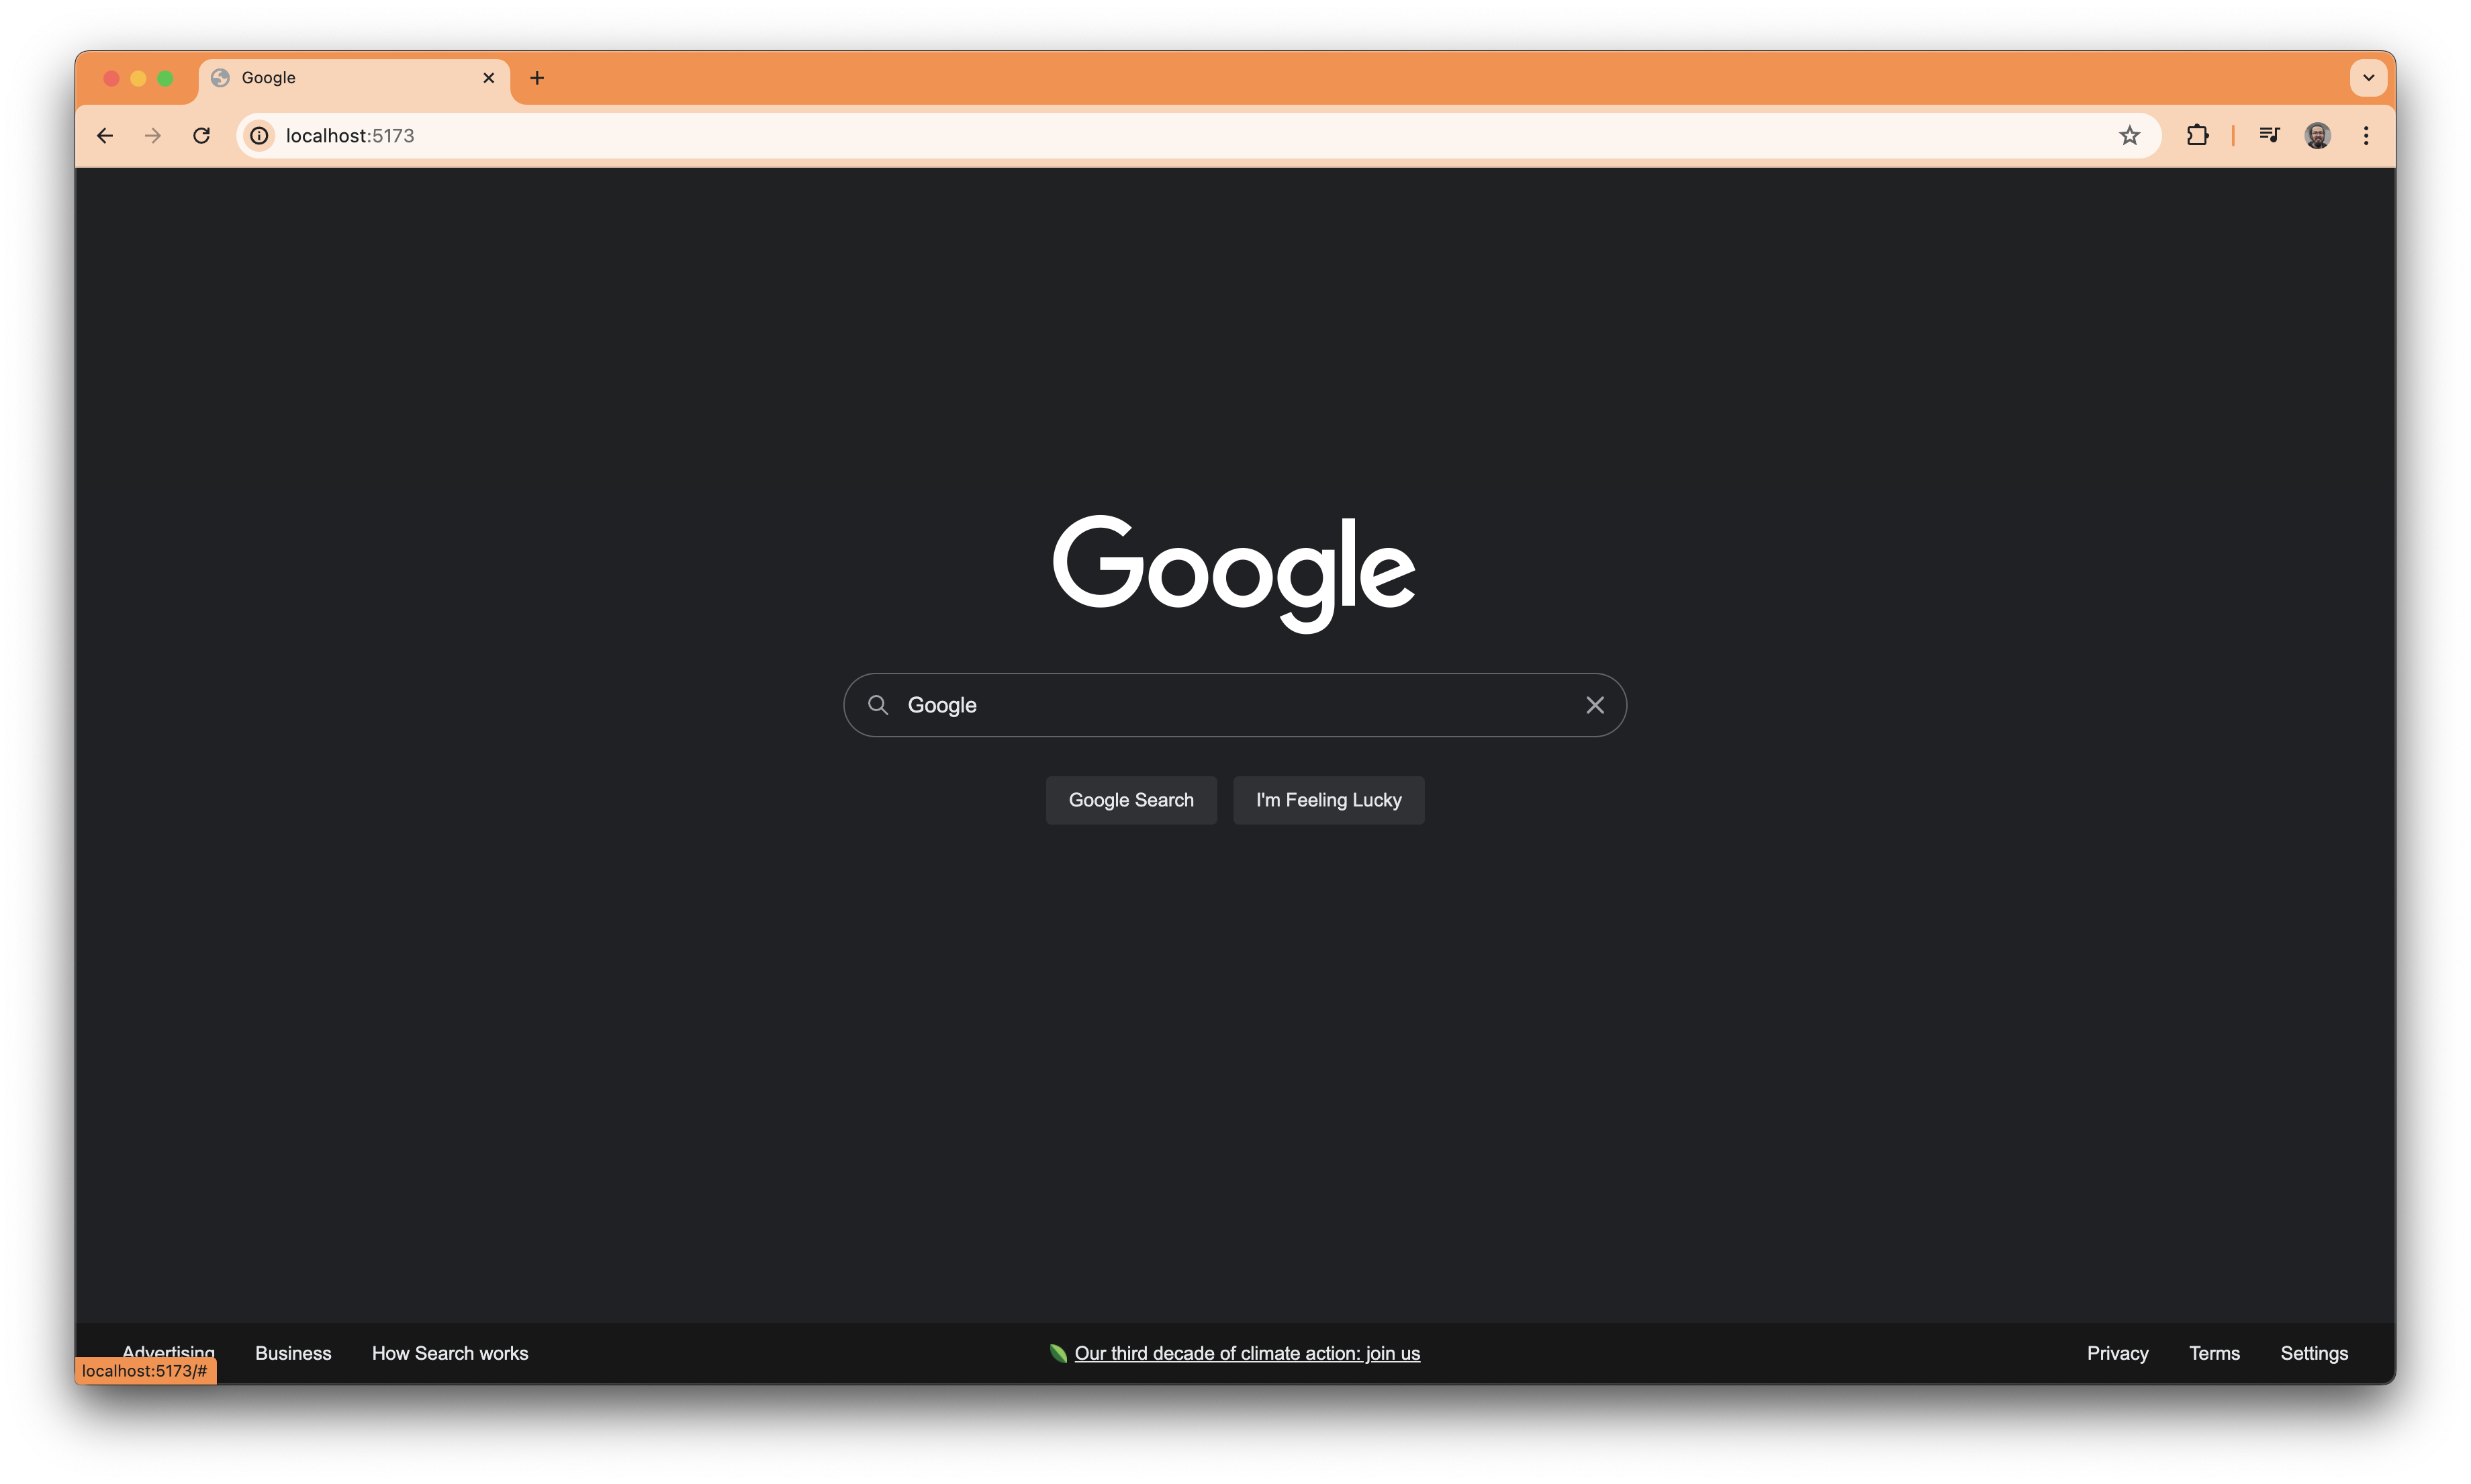 Google
localhost:5173
Google
Google
Google Search I'm Feeling Lucky
Advertising Business How Search works Our third decade of climate action: join us Privacy Terms Settings
localhost:5173/#